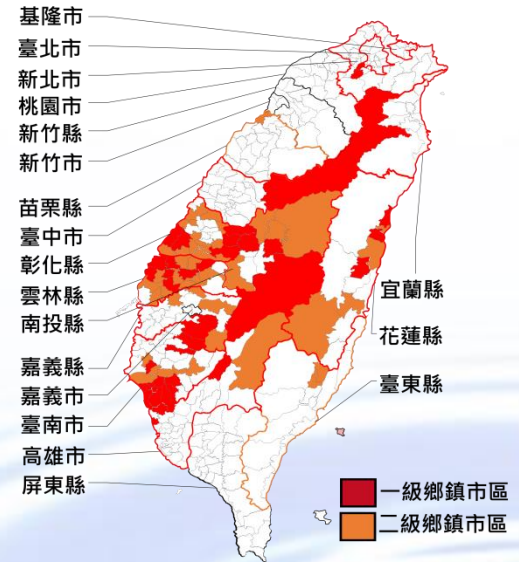 基隆市
臺北市
新北市
桃園市
新竹縣
新竹市
苗栗縣
臺中市
彰化縣
雲林縣
南投縣
嘉義縣
嘉義市
臺南市
高雄市
屏東縣
宜蘭縣
花蓮縣
臺東縣
一級鄉鎮市區
二級鄉鎮市區